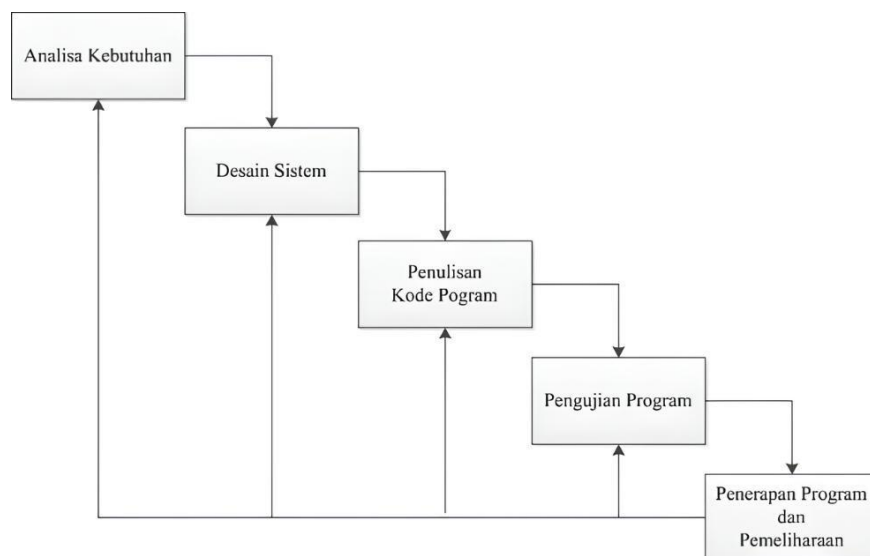 Analisa Kebutuhan
Desain Sistem
Penulisan
Kode Pogram
Pengujian Program
Penerapan Program
dan
Pemeliharaan